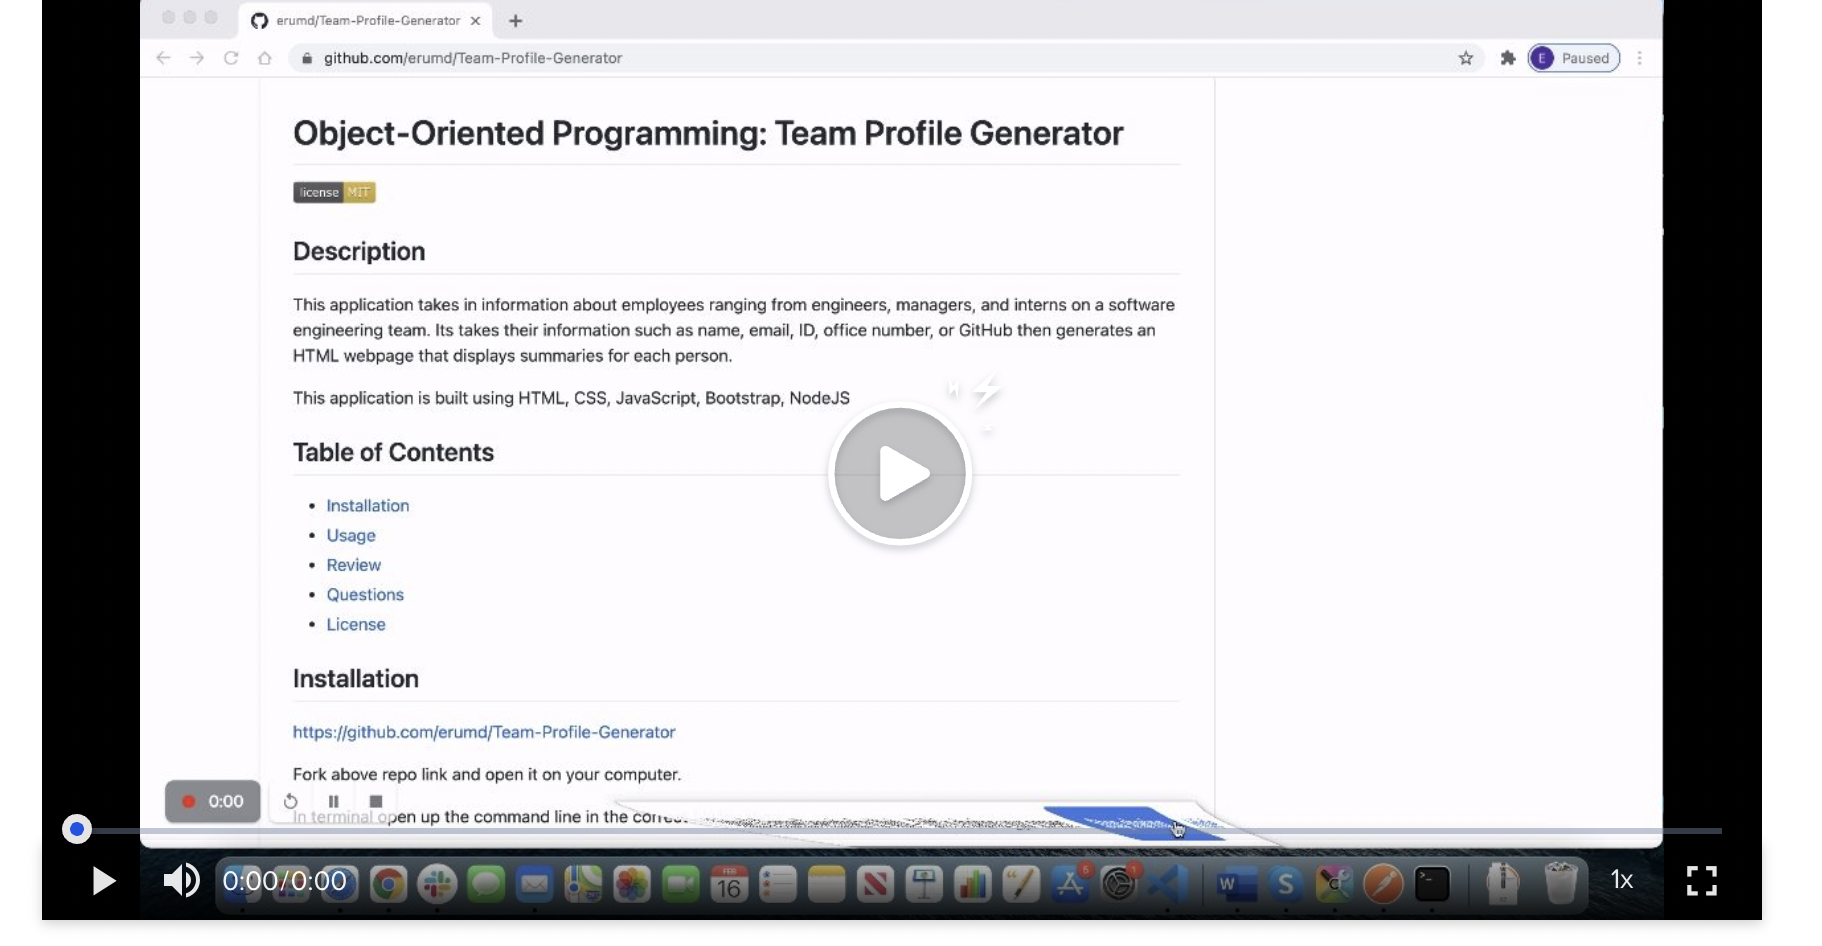 erumd/Team-Profile-Generator
github.com/erumd/Team-Profile-Generator
E
Paused
Object-Oriented Programming: Team Profile Generator
license MIT
Description
This application takes in information about employees ranging from engineers, managers, and interns on a software
engineering team. Its takes their information such as name, email, ID, office number, or GitHub then generates an
HTML webpage that displays summaries for each person.
This application is built using HTML, CSS, JavaScript, Bootstrap, NodeJS
Table of Contents
Installation
Usage
Review
Questions
License
Installation
https://github.com/erumd/Team-Profile-Generator
Fork above repo link and open it on your computer.
0:00
In terminal open up the command line in the
0:00/0:00
FEB
16
5
1
W
S
1x